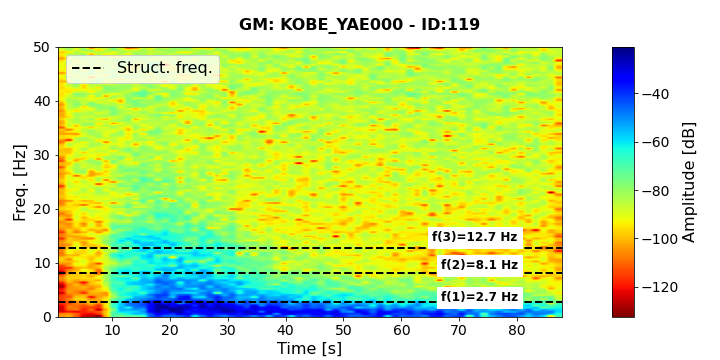 GM: KOBE_YAE000 - ID:119
50
40
30
20
10
0
Freq. [Hz]
Struct. freq.
f(3)=12.7 Hz
f(2)=8.1 Hz
f(1)=2.7 Hz
10 20 30 40 50 60 70 80
Time [s]
−40
−60
−80
−100
−120
Amplitude [dB]